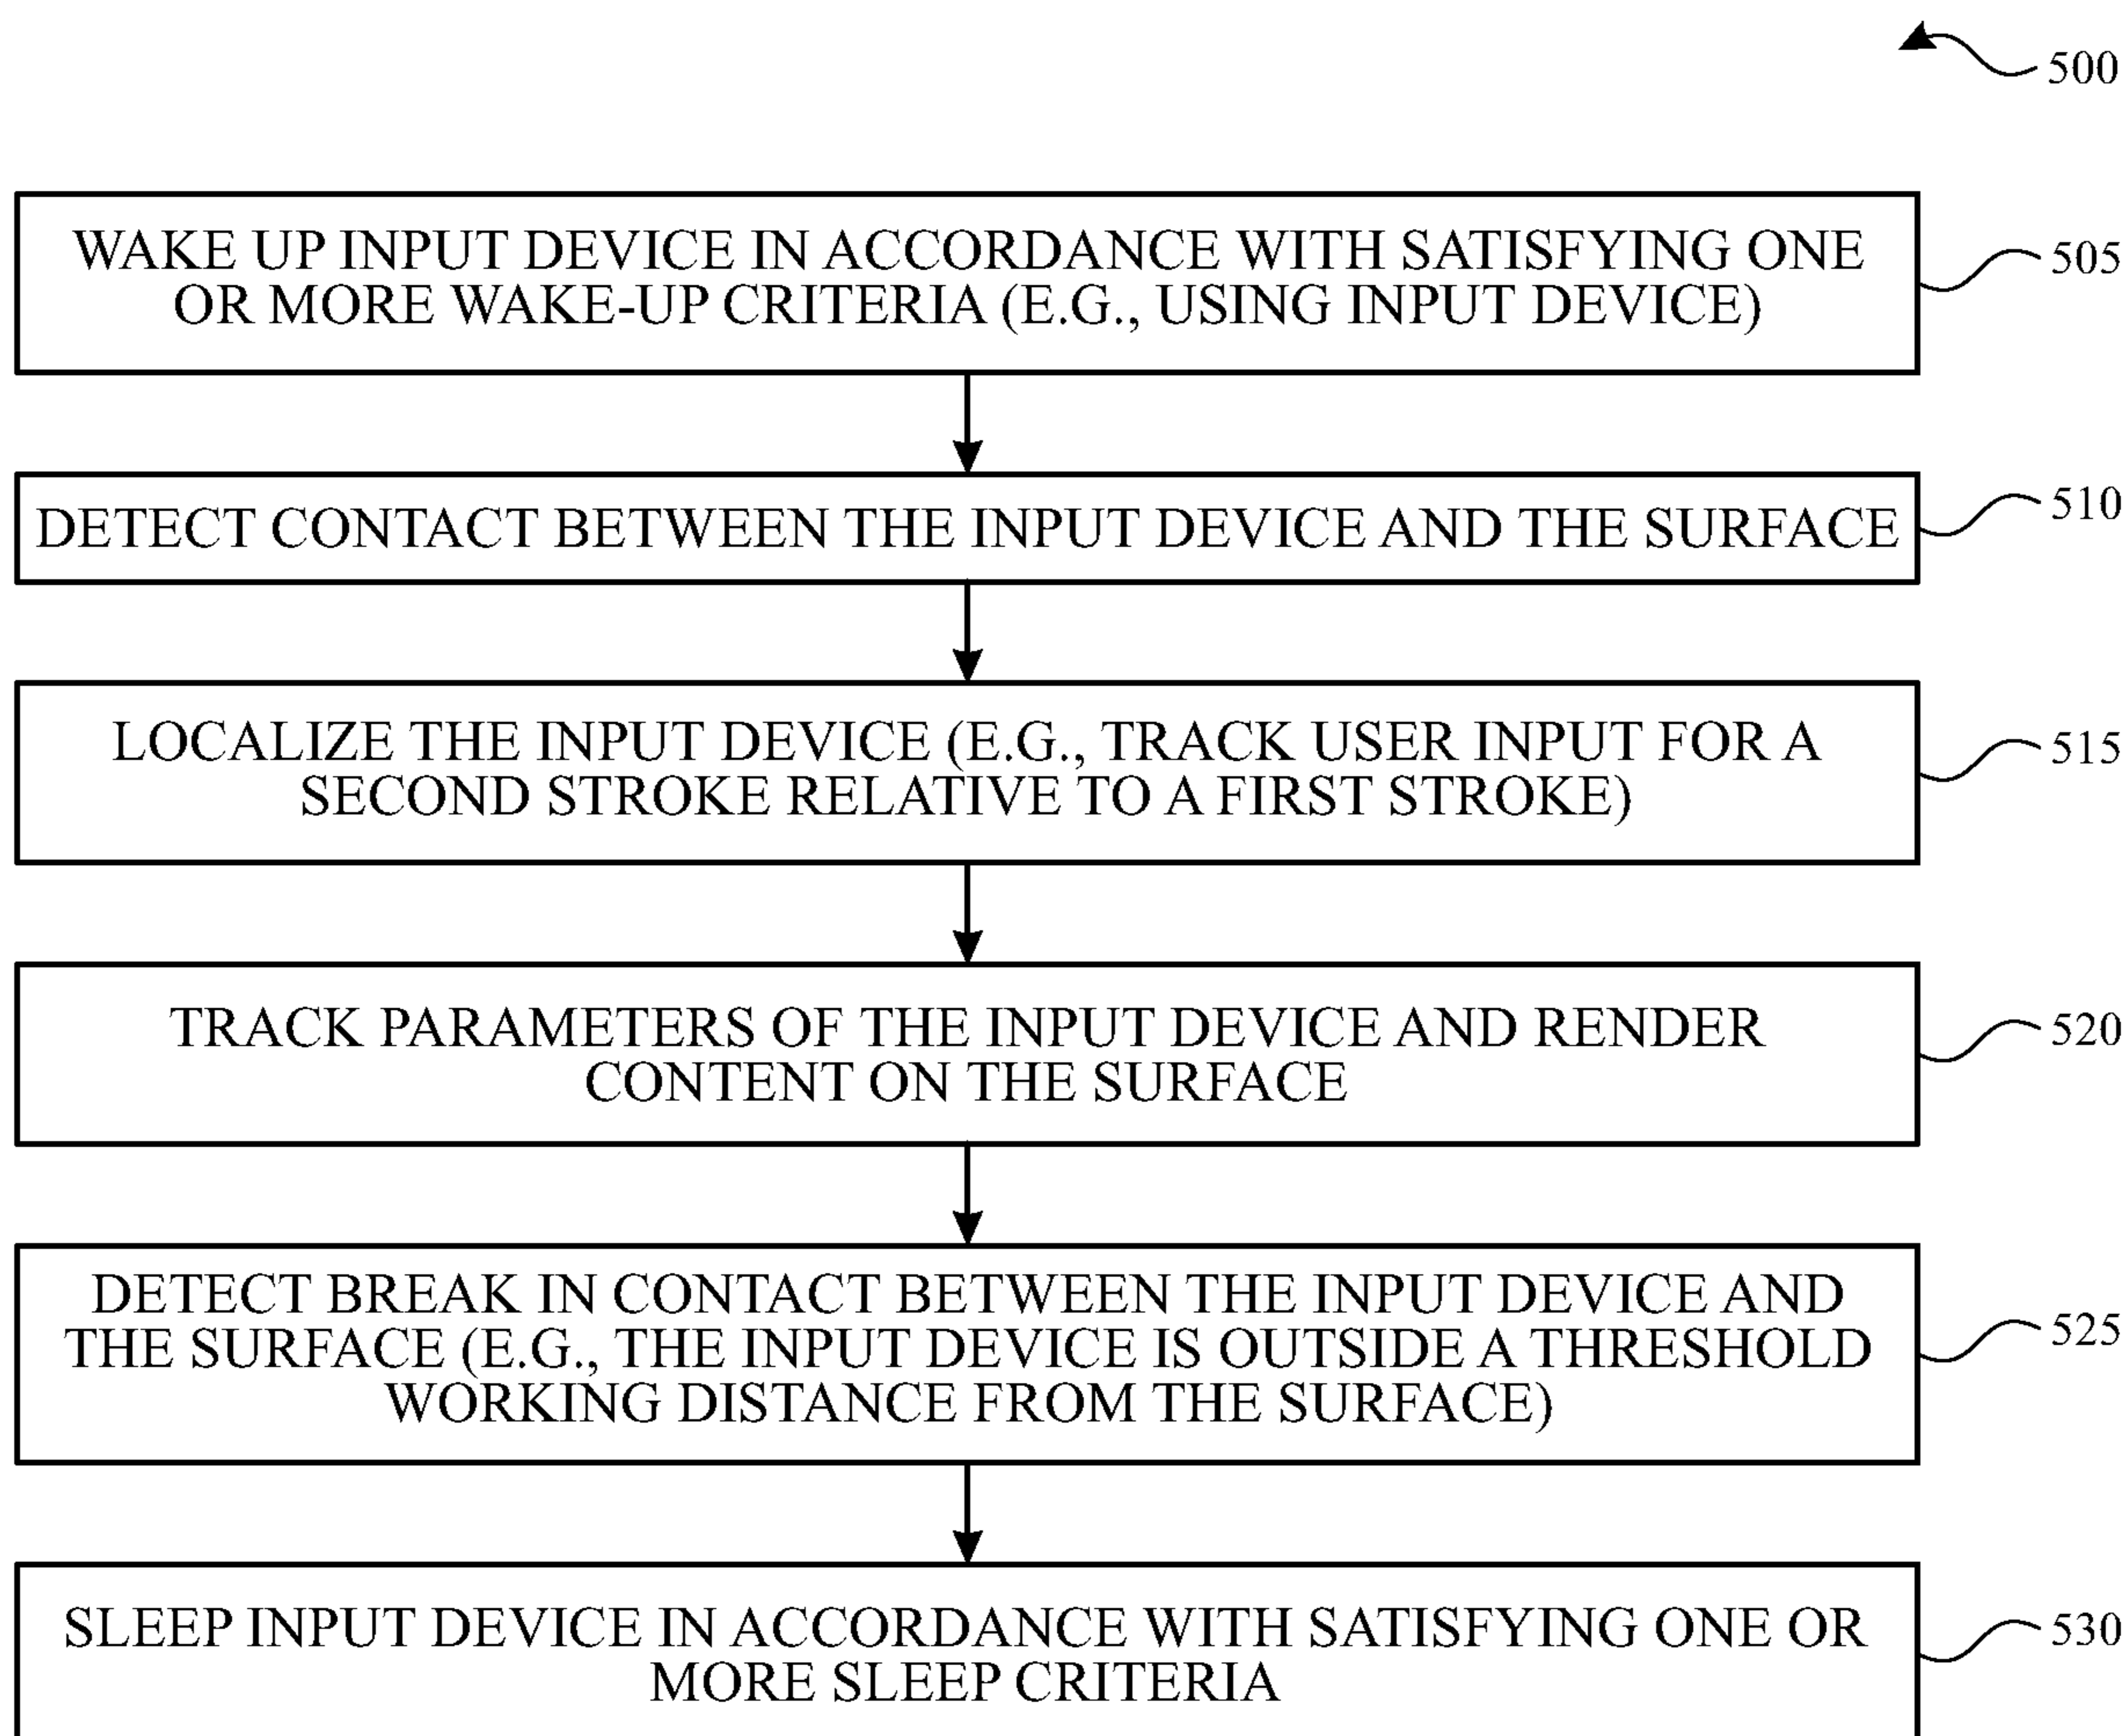 500
WAKE UP INPUT DEVICE IN ACCORDANCE WITH SATISFYING ONE
OR MORE WAKE-UP CRITERIA (E.G., USING INPUT DEVICE)
505
DETECT CONTACT BETWEEN THE INPUT DEVICE AND THE SURFACE
510
LOCALIZE THE INPUT DEVICE (E.G., TRACK USER INPUT FOR A
SECOND STROKE RELATIVE TO A FIRST STROKE)
515
TRACK PARAMETERS OF THE INPUT DEVICE AND RENDER
CONTENT ON THE SURFACE
520
DETECT BREAK IN CONTACT BETWEEN THE INPUT DEVICE AND
THE SURFACE (E.G., THE INPUT DEVICE IS OUTSIDE A THRESHOLD
WORKING DISTANCE FROM THE SURFACE)
525
SLEEP INPUT DEVICE IN ACCORDANCE WITH SATISFYING ONE OR
MORE SLEEP CRITERIA
530